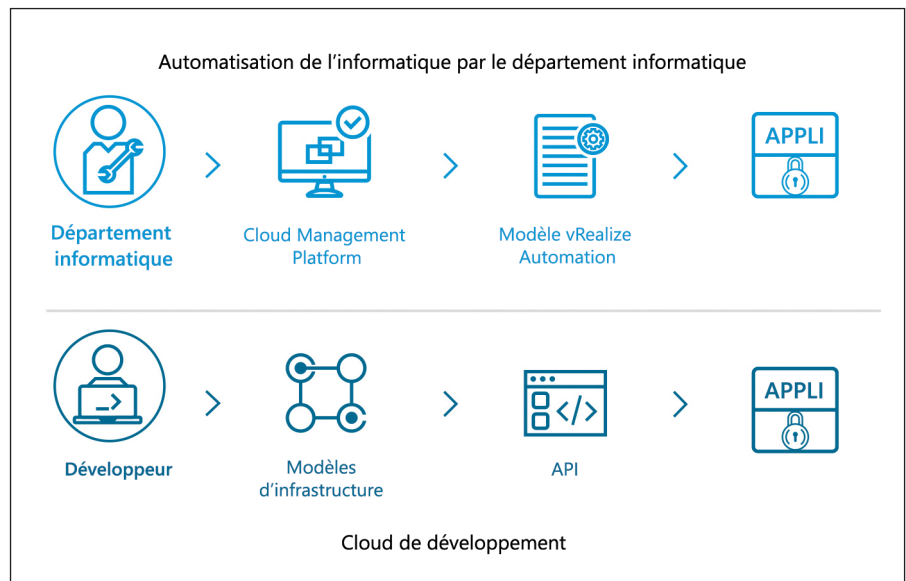 Automatisation de l'informatique par le département informatique
APPLI
Département
informatique
Cloud Management
Platform
Modèle vRealize
Automation
APPLI
Développeur
Modèles
d'infrastructure
API
Cloud de développement